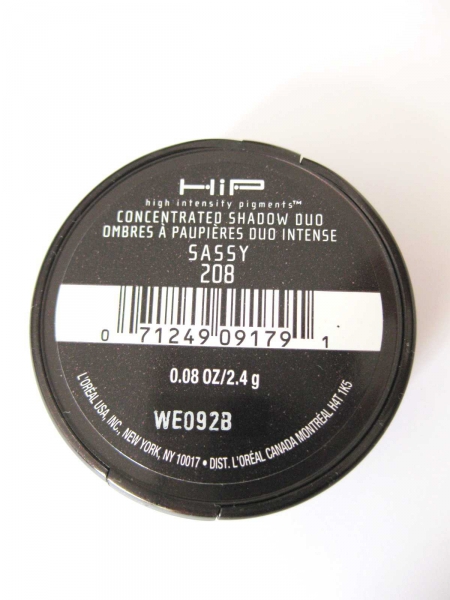 HiP
high intensity pigments™
CONCENTRATED SHADOW DUO
OMBRES À PAUPIÈRES DUO INTENSE
SASSY
208
0 71249 09179 1
0.08 OZ/2.4 g
WE092B
L'ORÉAL USA, INC., NEW YORK, NY 10017 • DIST. L'ORÉAL CANADA MONTRÉAL H4T 1K5